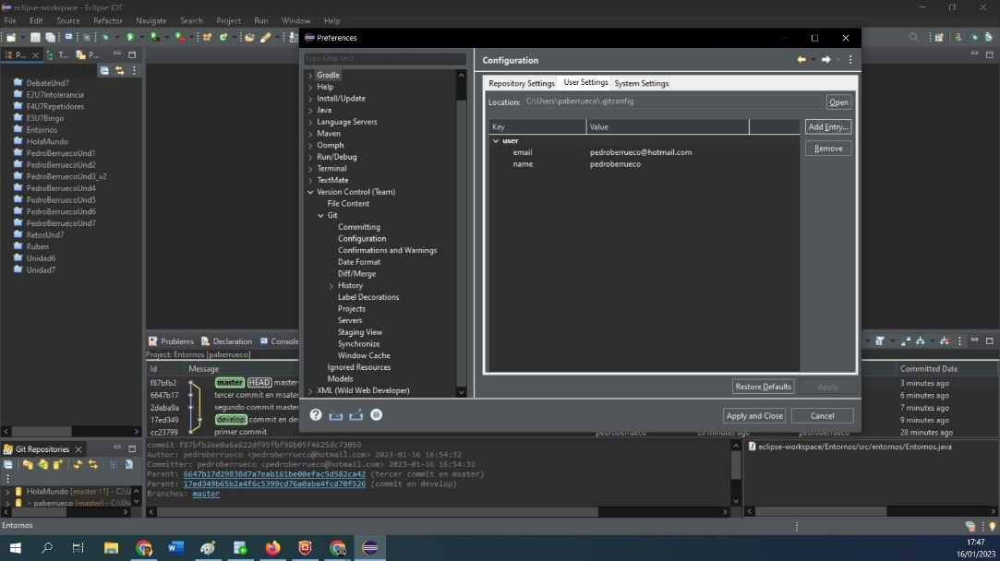 eclipse-workspace - Eclipse IDE
File Edit Source Refactor Navigate Search Project Run Window Help
P... T... P...
DebateUnd7
E2U7Intolerancia
E4U7Repetidores
E5U7Bingo
Entornos
HolaMundo
PedroBerruecoUnd1
PedroBerruecoUnd2
PedroBerruecoUnd3_v2
PedroBerruecoUnd4
PedroBerruecoUnd5
PedroBerruecoUnd6
PedroBerruecoUnd7
RetosUnd7
Ruben
Unidad6
Unidad7
Preferences
type filter text
Gradle
Help
Install/Update
Java
Language Servers
Maven
Oomph
Run/Debug
Terminal
TextMate
Version Control (Team)
File Content
Git
Committing
Configuration
Confirmations and Warnings
Date Format
Diff/Merge
History
Label Decorations
Projects
Servers
Staging View
Synchronize
Window Cache
Ignored Resources
Models
XML (Wild Web Developer)
Configuration
Repository Settings User Settings System Settings
Location: C:\Users\paberrueco\.gitconfig Open
Key Value Add Entry...
user Remove
email pedroberrueco@hotmail.com
name pedroberrueco
Restore Defaults Apply
Apply and Close Cancel
Problems Declaration Console
Project: Entornos [paberrueco]
Id Message Committed Date
f87bfb2 master HEAD master 3 minutes ago
6647b17 tercer commit en msater 6 minutes ago
2deba9a segundo commit master 7 minutes ago
17ed349 develop commit en de 9 minutes ago
cc23799 primer commit pedroberrueco 28 minutes ago pedroberrueco 28 minutes ago
commit f87bfb2ee0a6a822df95fbf98b05f4625dc73059
Author: pedroberrueco <pedroberrueco@hotmail.com> 2023-01-16 16:54:32
Committer: pedroberrueco <pedroberrueco@hotmail.com> 2023-01-16 16:54:32
Parent: 6647b17d29838d7a7eab161be00efac5d582ca42 (tercer commit en msater)
Parent: 17ed349b65b2a4f6c5399cd76a0aba4fcd70f526 (commit en develop)
Branches: master
eclipse-workspace/Entornos/src/entornos/Entornos.java
Git Repositories
HolaMundo [master ↑1] - C:\U
> paberrueco [master] - C:\Use
Entornos
17:47
16/01/2023